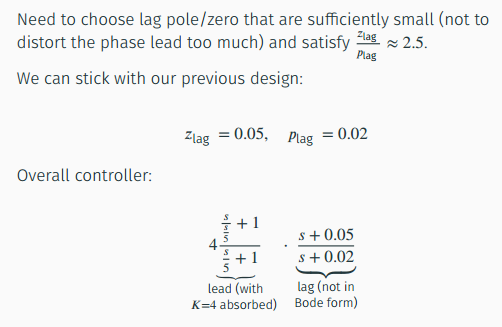 Need to choose lag pole/zero that are sufficiently small (not to
distort the phase lead too much) and satisfy $\frac{z_{\text{lag}}}{p_{\text{lag}}} \approx 2.5$.
We can stick with our previous design:
$z_{\text{lag}} = 0.05, \quad p_{\text{lag}} = 0.02$
Overall controller:
$4 \underbrace{\frac{\frac{s}{\frac{s}{5}} + 1}{\frac{s}{5} + 1}}_{\text{lead (with } K=4 \text{ absorbed)}} \cdot \underbrace{\frac{s + 0.05}{s + 0.02}}_{\text{lag (not in Bode form)}}$